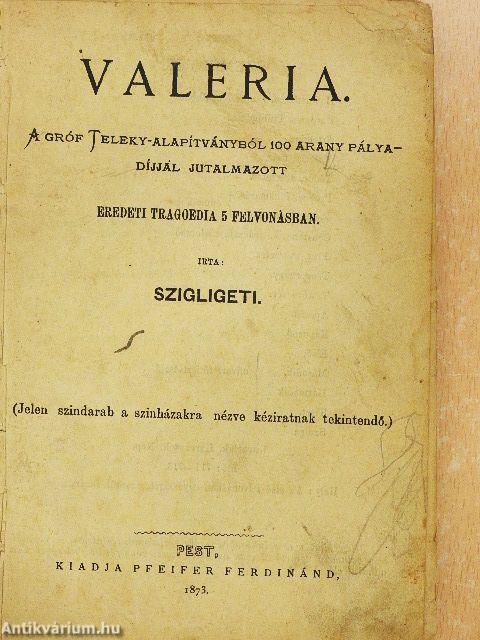 VALERIA.
A GRÓF TELEKY-ALAPÍTVÁNYBÓL 100 ARANY PÁLYA-
DÍJJAL JUTALMAZOTT
EREDETI TRAGOEDIA 5 FELVONÁSBAN.
IRTA:
SZIGLIGETI.
(Jelen szindarab a szinházakra nézve kéziratnak tekintendő.)
PEST,
KIADJA PFEIFER FERDINÁND,
1873.
Antikvárium.hu